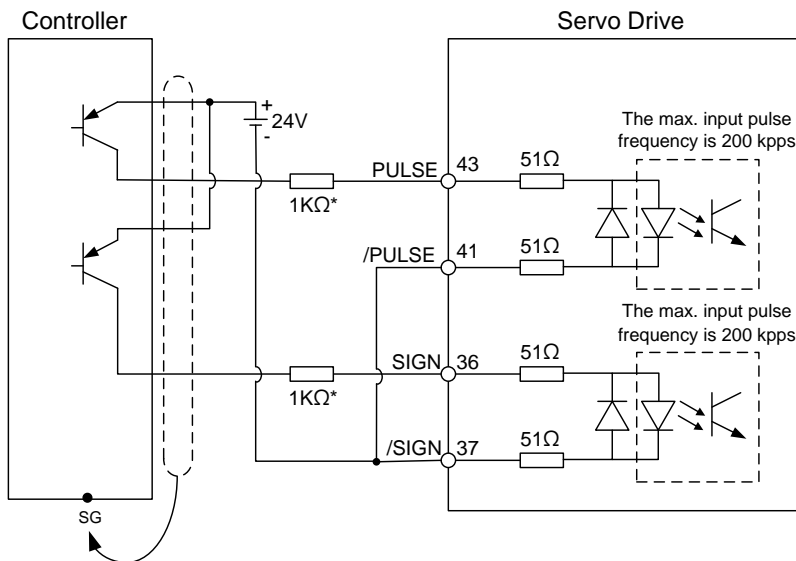 Controller
Servo Drive
+
24V
-
The max. input pulse
frequency is 200 kpps
PULSE
43
51Ω
1KΩ*
/PULSE
41
51Ω
The max. input pulse
frequency is 200 kpps
SIGN
36
51Ω
1KΩ*
/SIGN
37
51Ω
SG